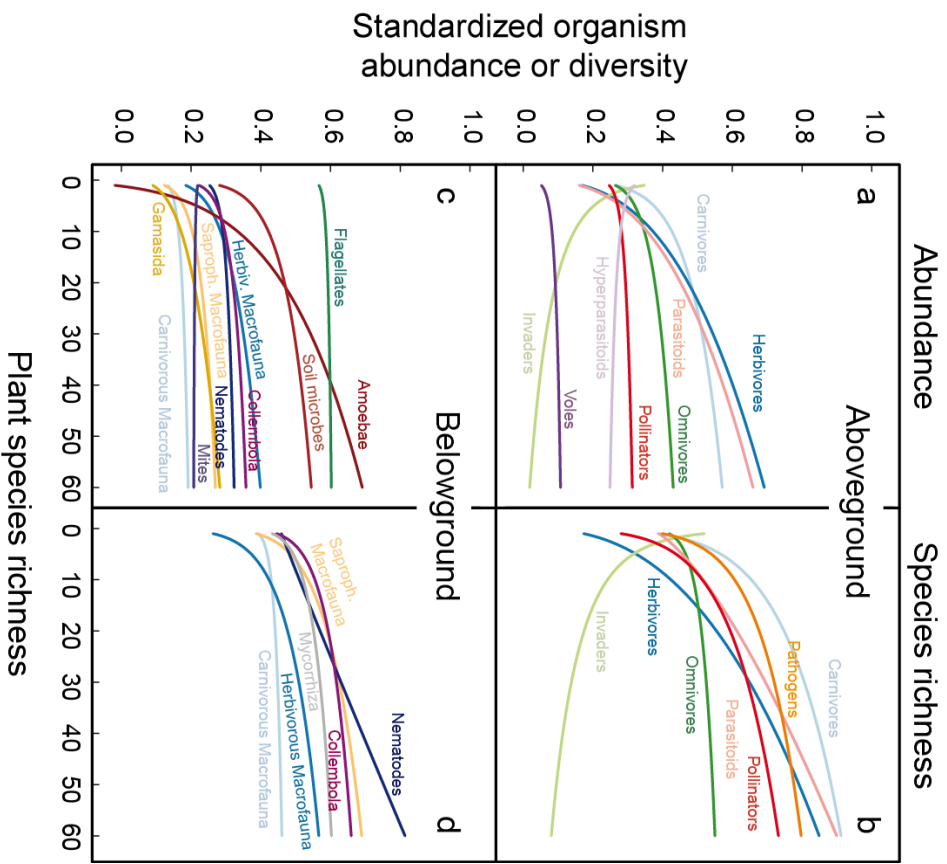 Abundance
Species richness
Aboveground
a
Carnivores
Herbivores
Parasitoids
Omnivores
Hyperparasitoids
Pollinators
Invaders
Voles
b
Carnivores
Pathogens
Herbivores
Omnivores
Parasitoids
Pollinators
Invaders
Belowground
c
Flagellates
Amoebae
Soil microbes
Herbiv. Macrofauna
Collembola
Saproph. Macrofauna
Nematodes
Gamasida
Mites
Carnivorous Macrofauna
d
Saproph.
Macrofauna
Nematodes
Mycorrhiza
Collembola
Herbivorous Macrofauna
Carnivorous Macrofauna
Standardized organism
abundance or diversity
1.0
0.8
0.6
0.4
0.2
0.0
1.0
0.8
0.6
0.4
0.2
0.0
0 10 20 30 40 50 60
0 10 20 30 40 50 60
Plant species richness